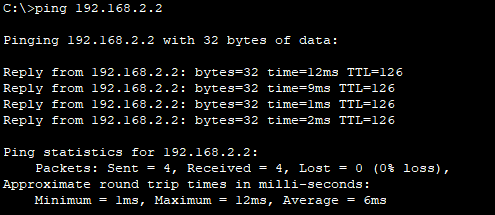 C:\>ping 192.168.2.2
Pinging 192.168.2.2 with 32 bytes of data:
Reply from 192.168.2.2: bytes=32 time=12ms TTL=126
Reply from 192.168.2.2: bytes=32 time=9ms TTL=126
Reply from 192.168.2.2: bytes=32 time=1ms TTL=126
Reply from 192.168.2.2: bytes=32 time=2ms TTL=126
Ping statistics for 192.168.2.2:
Packets: Sent = 4, Received = 4, Lost = 0 (0% loss),
Approximate round trip times in milli-seconds:
Minimum = 1ms, Maximum = 12ms, Average = 6ms